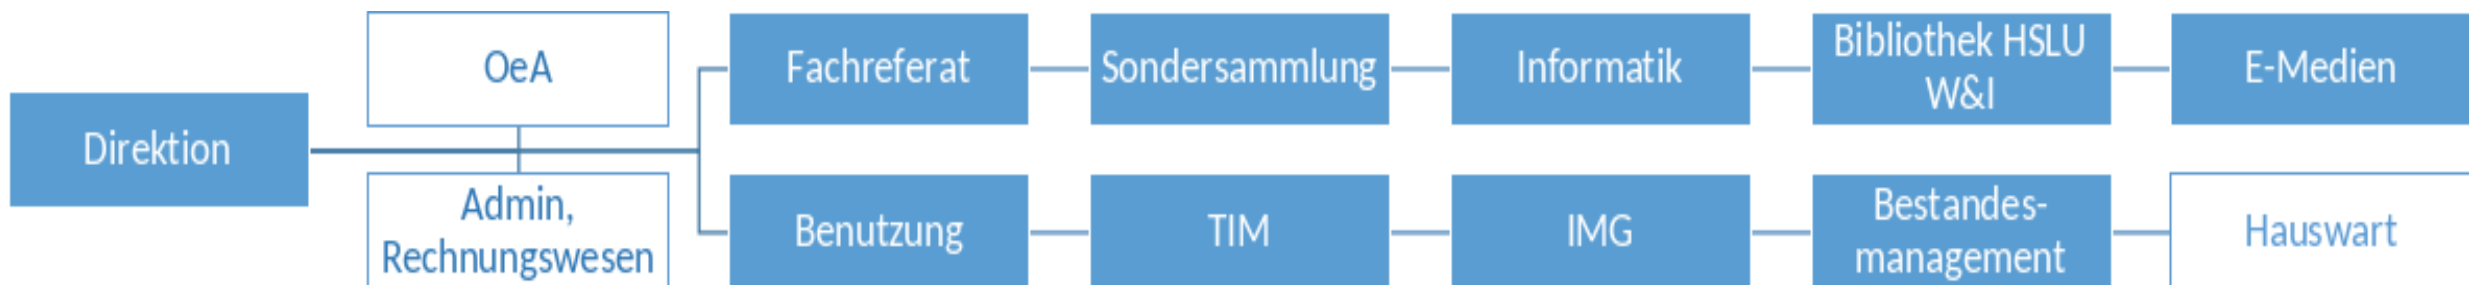 Direktion
OeA
Admin,
Rechnungswesen
Fachreferat
Sondersammlung
Informatik
Bibliothek HSLU
W&I
E-Medien
Benutzung
TIM
IMG
Bestandes-
management
Hauswart